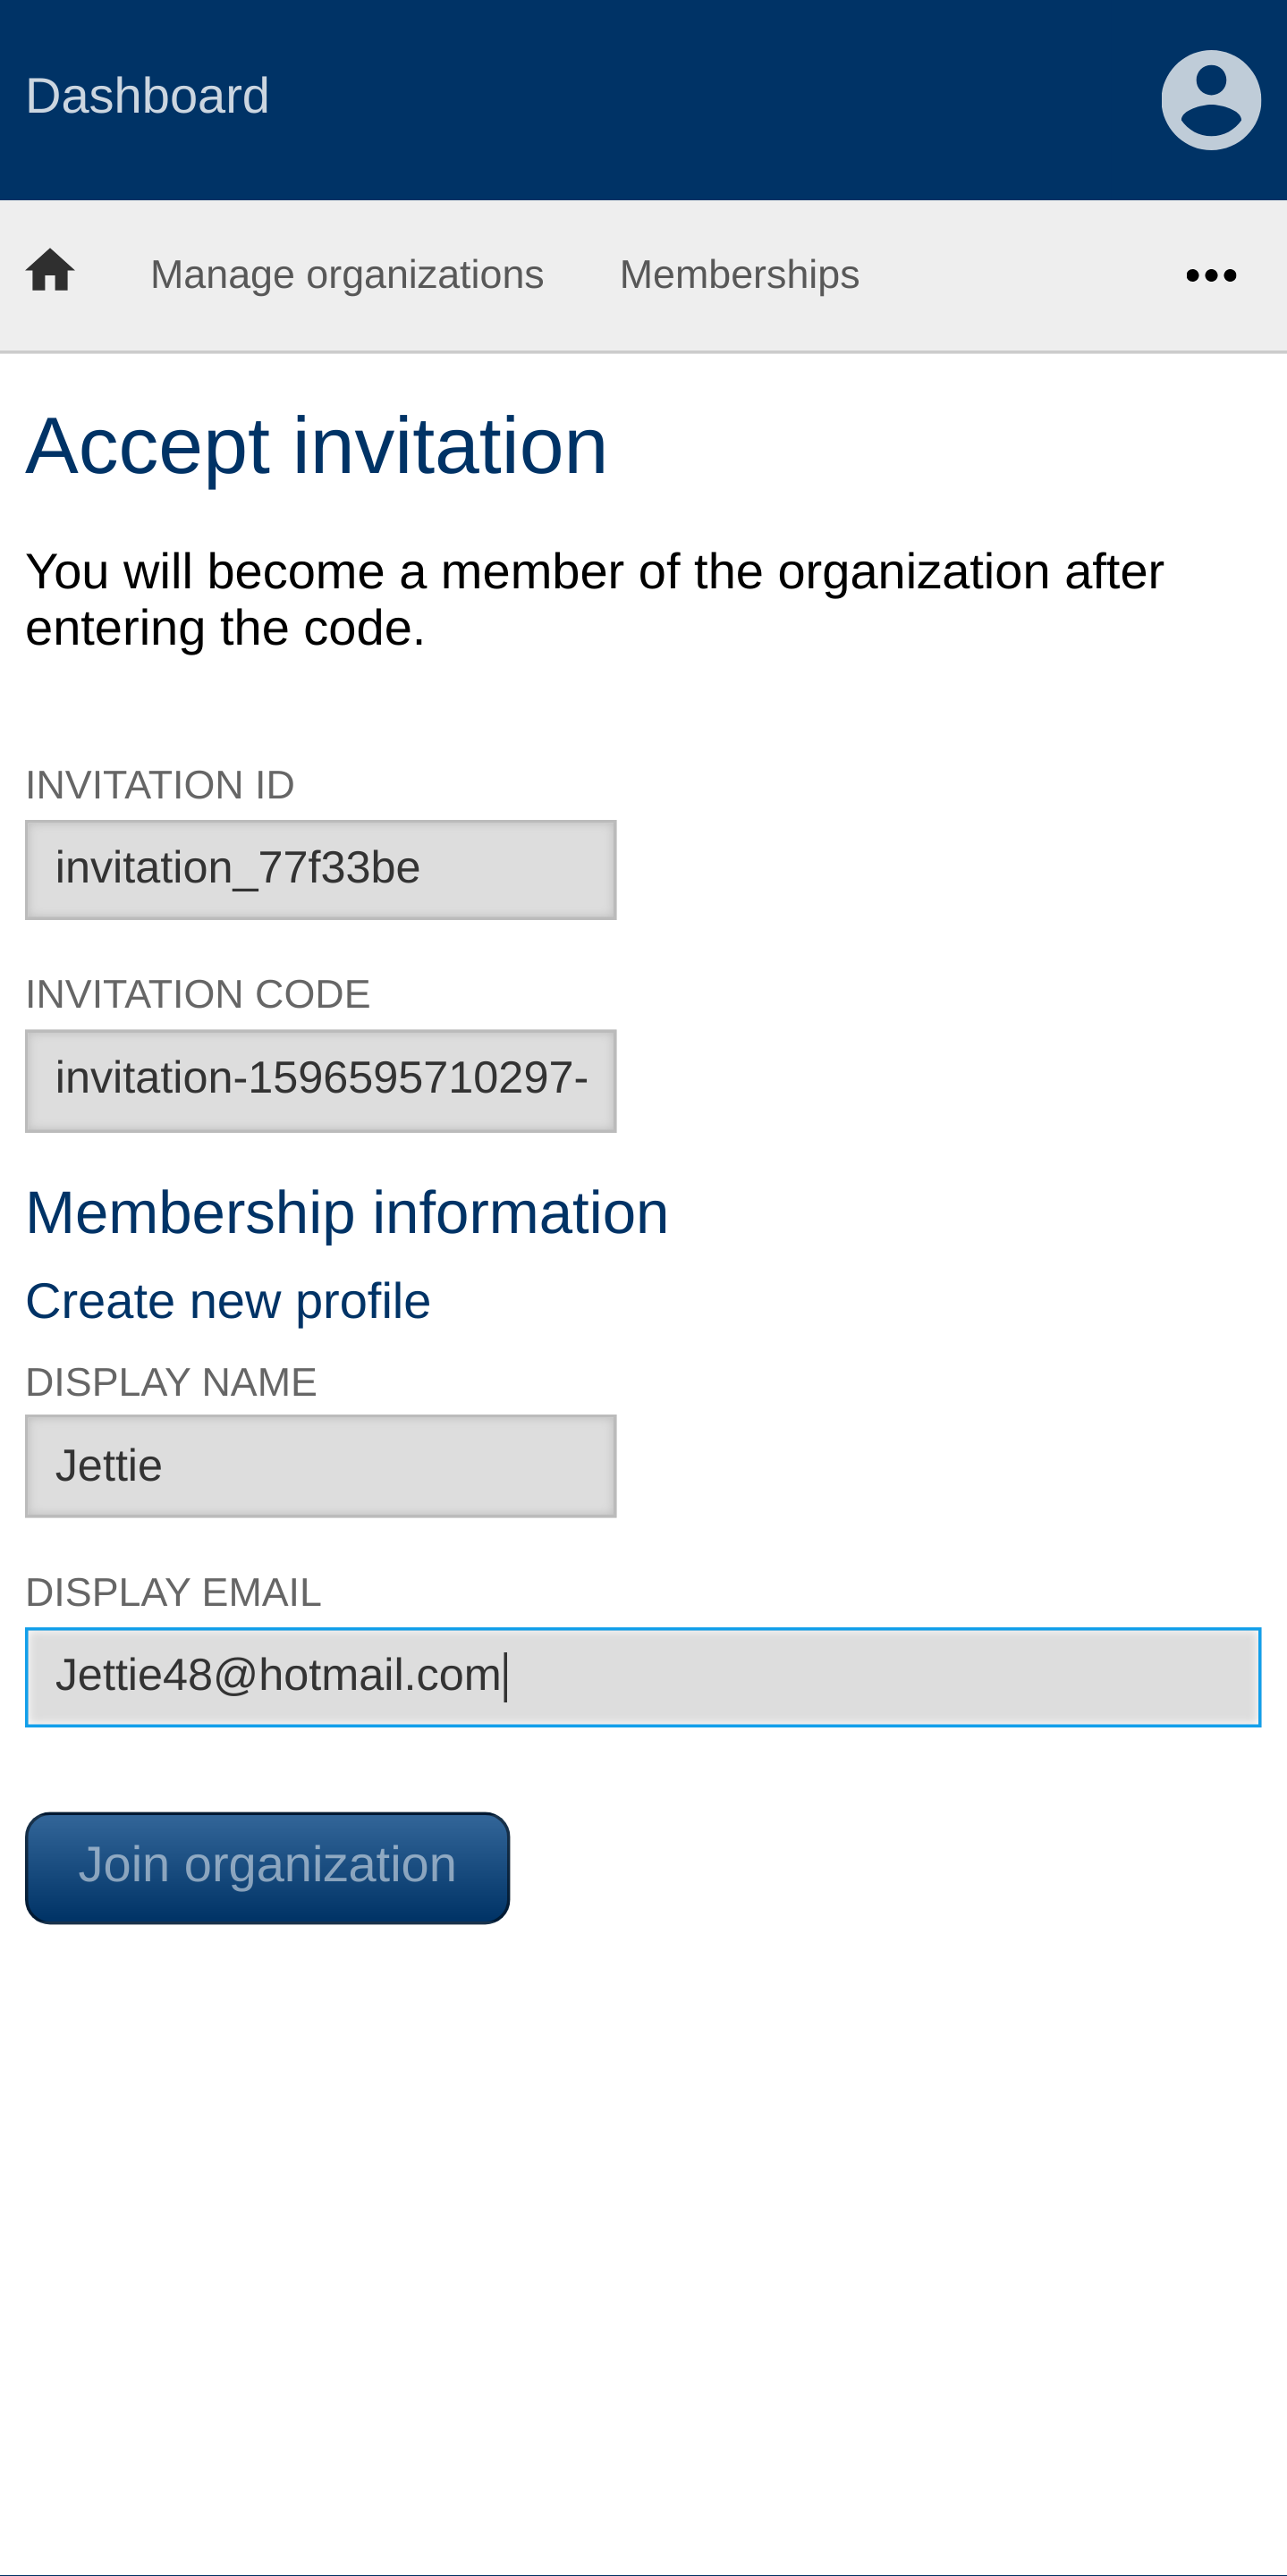 Dashboard
Manage organizations Memberships
Accept invitation
You will become a member of the organization after
entering the code.
INVITATION ID
invitation_77f33be
INVITATION CODE
invitation-1596595710297-
Membership information
Create new profile
DISPLAY NAME
Jettie
DISPLAY EMAIL
Jettie48@hotmail.com
Join organization